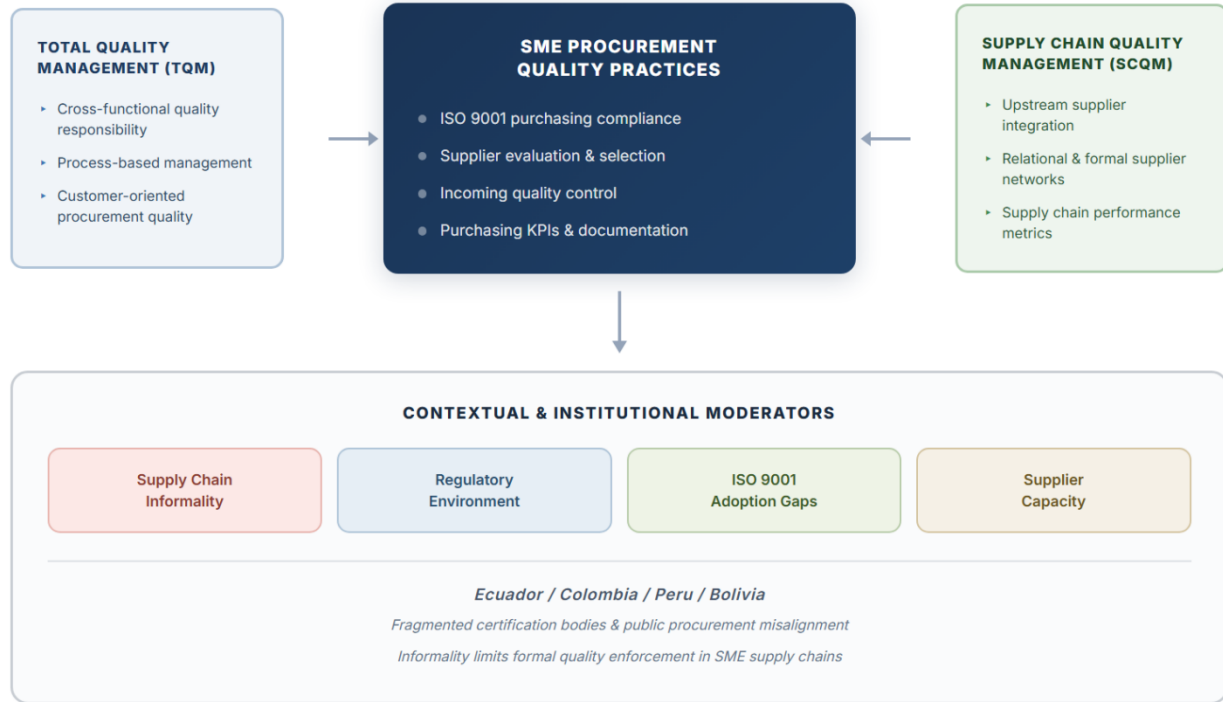 TOTAL QUALITY
MANAGEMENT (TQM)
Cross-functional quality
responsibility
Process-based management
Customer-oriented
procurement quality
SME PROCUREMENT
QUALITY PRACTICES
ISO 9001 purchasing compliance
Supplier evaluation & selection
Incoming quality control
Purchasing KPIs & documentation
SUPPLY CHAIN QUALITY
MANAGEMENT (SCQM)
Upstream supplier
integration
Relational & formal supplier
networks
Supply chain performance
metrics
CONTEXTUAL & INSTITUTIONAL MODERATORS
Supply Chain
Informality
Regulatory
Environment
ISO 9001
Adoption Gaps
Supplier
Capacity
Ecuador / Colombia / Peru / Bolivia
Fragmented certification bodies & public procurement misalignment
Informality limits formal quality enforcement in SME supply chains